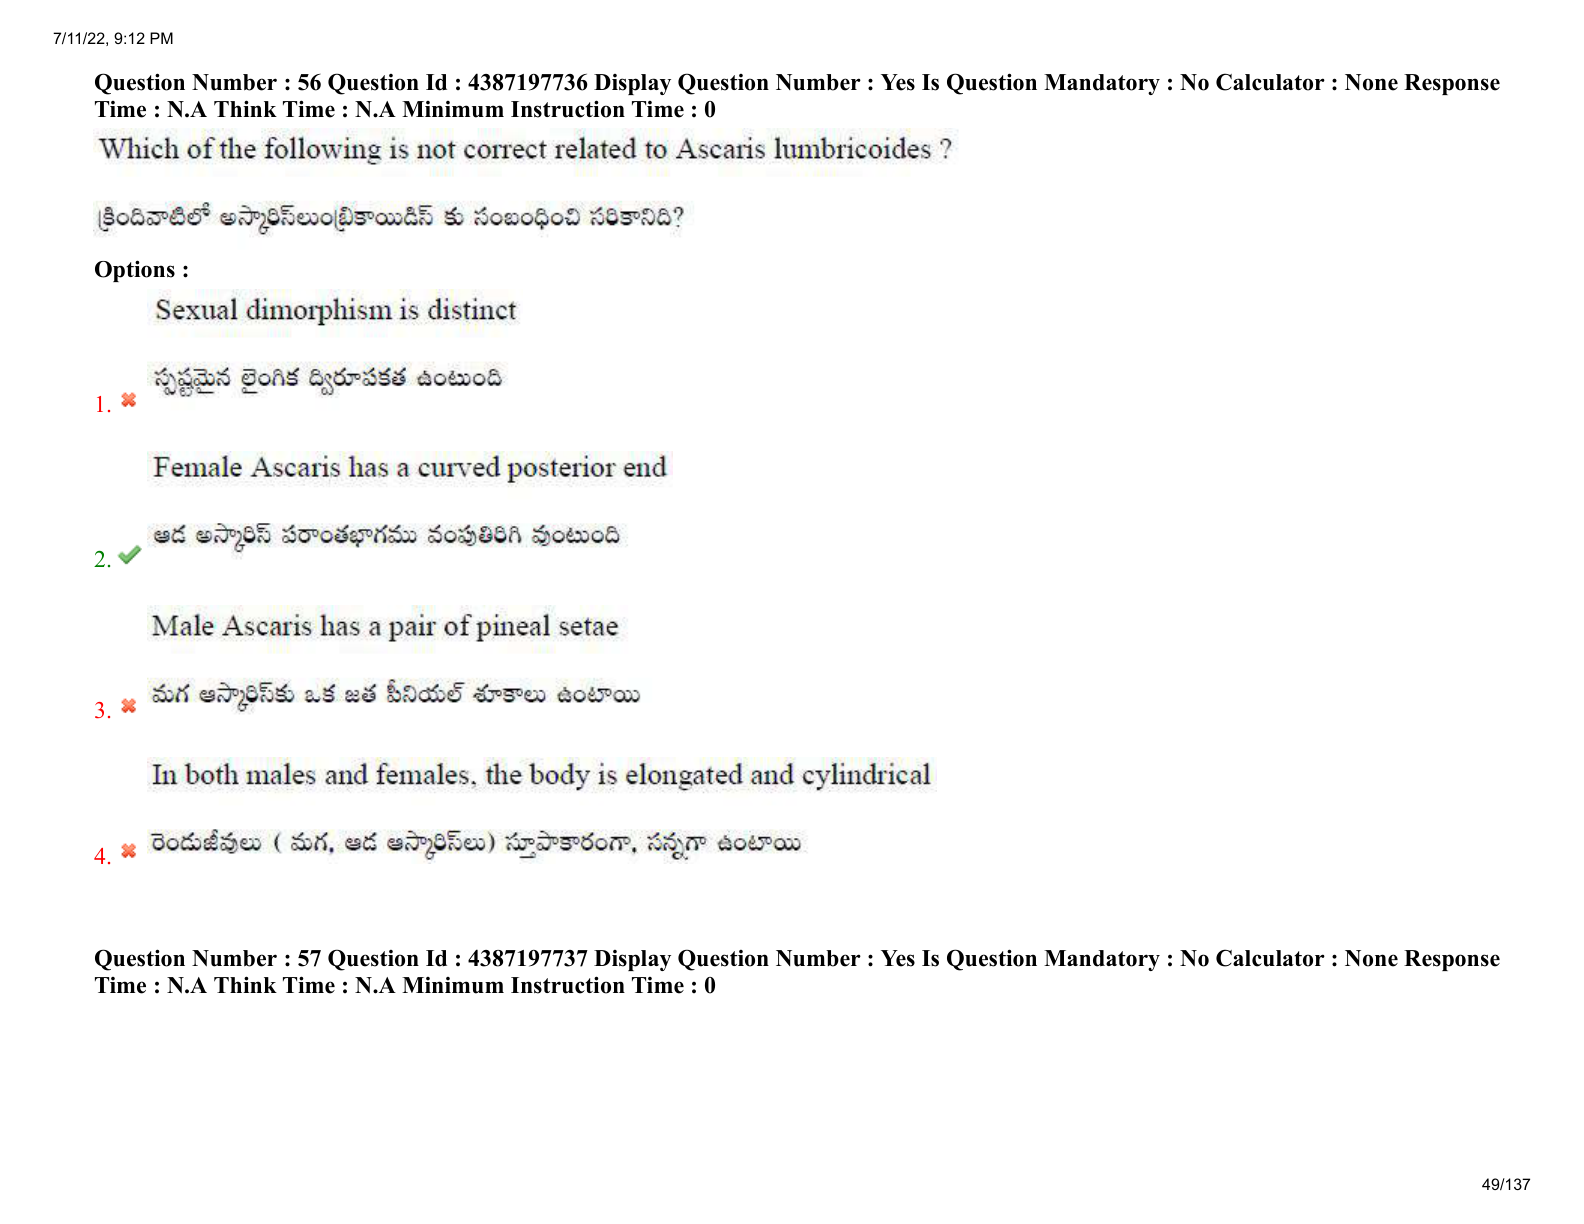 7/11/22, 9:12 PM
Question Number : 56 Question Id : 4387197736 Display Question Number : Yes Is Question Mandatory : No Calculator : None Response
Time : N.A Think Time : N.A Minimum Instruction Time : 0
Which of the following is not correct related to Ascaris lumbricoides ?
క్రిందివాటిలో అస్కారిస్‌లుంబ్రికాయిడిస్ కు సంబంధించి సరికానిది?
Options :
Sexual dimorphism is distinct
స్పష్టమైన లైంగిక ద్విరూపకత ఉంటుంది
1.
Female Ascaris has a curved posterior end
ఆడ అస్కారిస్ పరాంతభాగము వంపుతిరిగి వుంటుంది
2.
Male Ascaris has a pair of pineal setae
మగ ఆస్కారిస్‌కు ఒక జత పీనియల్ శూకాలు ఉంటాయి
3.
In both males and females, the body is elongated and cylindrical
రెండుజీవులు ( మగ, ఆడ ఆస్కారిస్‌లు) స్తూపాకారంగా, సన్నగా ఉంటాయి
4.
Question Number : 57 Question Id : 4387197737 Display Question Number : Yes Is Question Mandatory : No Calculator : None Response
Time : N.A Think Time : N.A Minimum Instruction Time : 0
49/137